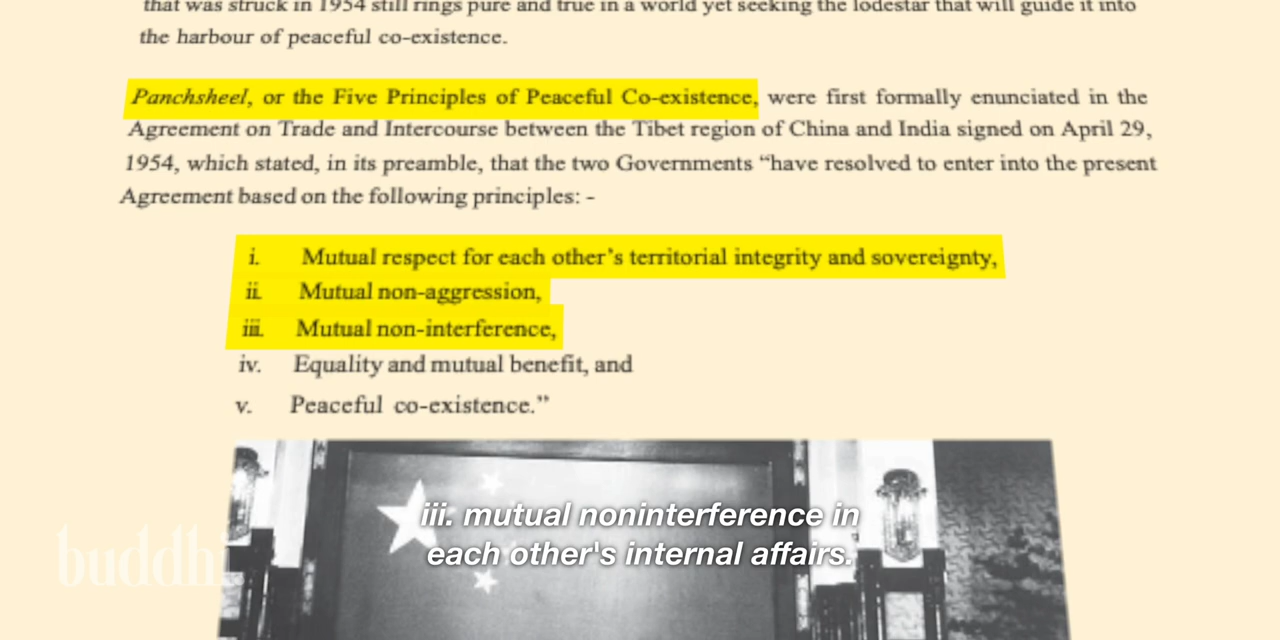 that was struck in 1954 still rings pure and true in a world yet seeking the lodestar that will guide it into
the harbour of peaceful co-existence.
Panchsheel, or the Five Principles of Peaceful Co-existence, were first formally enunciated in the
Agreement on Trade and Intercourse between the Tibet region of China and India signed on April 29,
1954, which stated, in its preamble, that the two Governments “have resolved to enter into the present
Agreement based on the following principles: -
i. Mutual respect for each other’s territorial integrity and sovereignty,
ii. Mutual non-aggression,
iii. Mutual non-interference,
iv. Equality and mutual benefit, and
v. Peaceful co-existence.”
iii. mutual noninterference in
each other's internal affairs.
buddhi